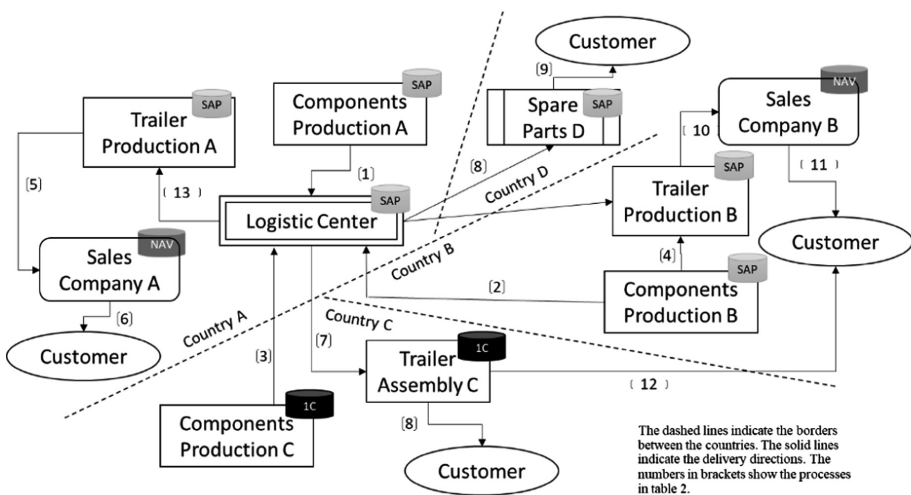 Customer
(9)
SAP
Trailer
Production A
SAP
Components
Production A
SAP
Spare
Parts D
NAV
Sales
Company B
( 10 )
(5)
( 13 )
(1)
(8)
Country D
SAP
Trailer
Production B
( 11 )
SAP
Logistic Center
NAV
Sales
Company A
Country B
Customer
(4)
(6)
(2)
SAP
Components
Production B
Customer
Country A
(3)
Country C
(7)
1C
Trailer
Assembly C
( 12 )
1C
Components
Production C
(8)
Customer
The dashed lines indicate the borders
between the countries. The solid lines
indicate the delivery directions. The
numbers in brackets show the processes
in table 2.